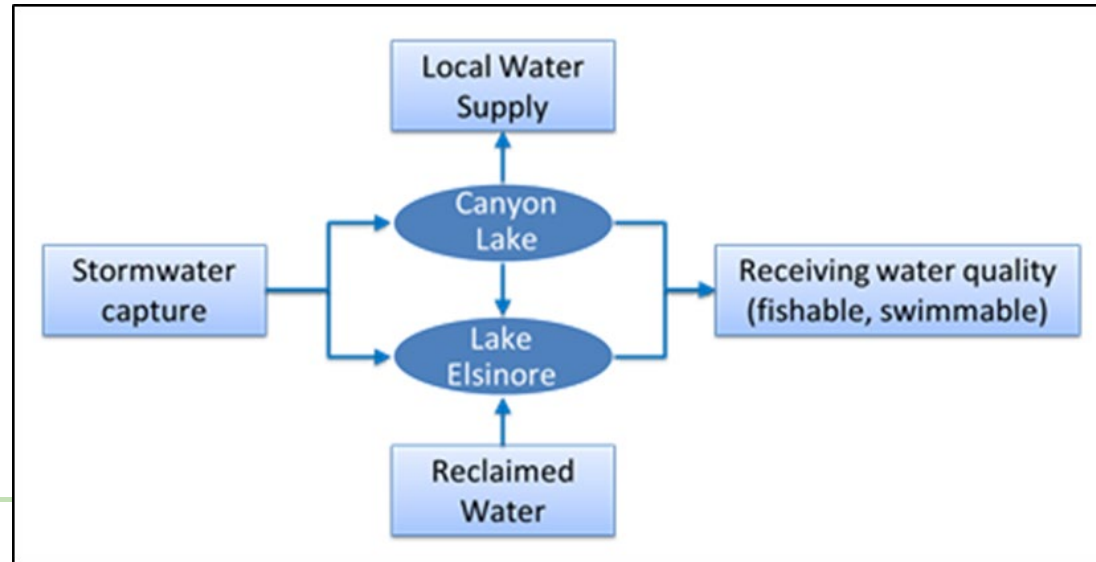 Local Water
Supply
Canyon
Lake
Stormwater
capture
Receiving water quality
(fishable, swimmable)
Lake
Elsinore
Reclaimed
Water